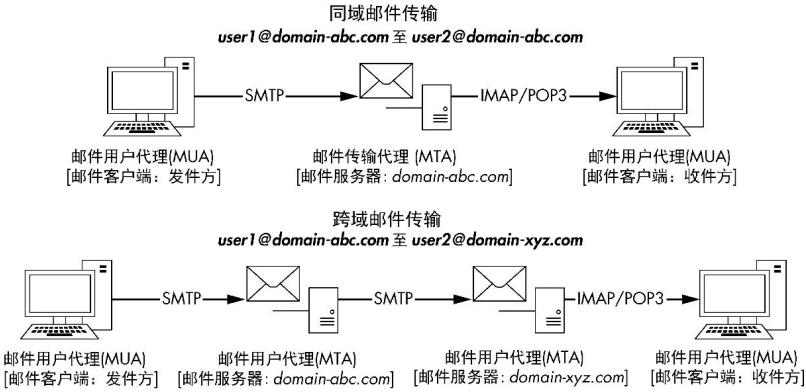 同域邮件传输
user1@domain-abc.com 至 user2@domain-abc.com
SMTP
IMAP/POP3
邮件用户代理(MUA)
[邮件客户端：发件方]
邮件传输代理 (MTA)
[邮件服务器: domain-abc.com]
邮件用户代理(MUA)
[邮件客户端：收件方]
跨域邮件传输
user1@domain-abc.com 至 user2@domain-xyz.com
SMTP
SMTP
IMAP/POP3
邮件用户代理(MUA)
[邮件客户端：发件方]
邮件用户代理(MTA)
[邮件服务器: domain-abc.com]
邮件用户代理(MTA)
[邮件服务器: domain-xyz.com]
邮件用户代理(MUA)
[邮件客户端：收件方]